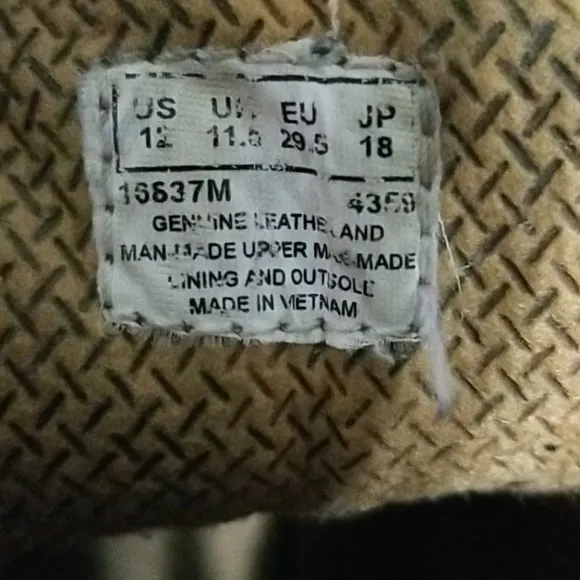 US UK EU JP
12 11.5 29.5 18
16637M 4359
GENUINE LEATHER AND
MAN-MADE UPPER MAN-MADE
LINING AND OUTSOLE
MADE IN VIETNAM